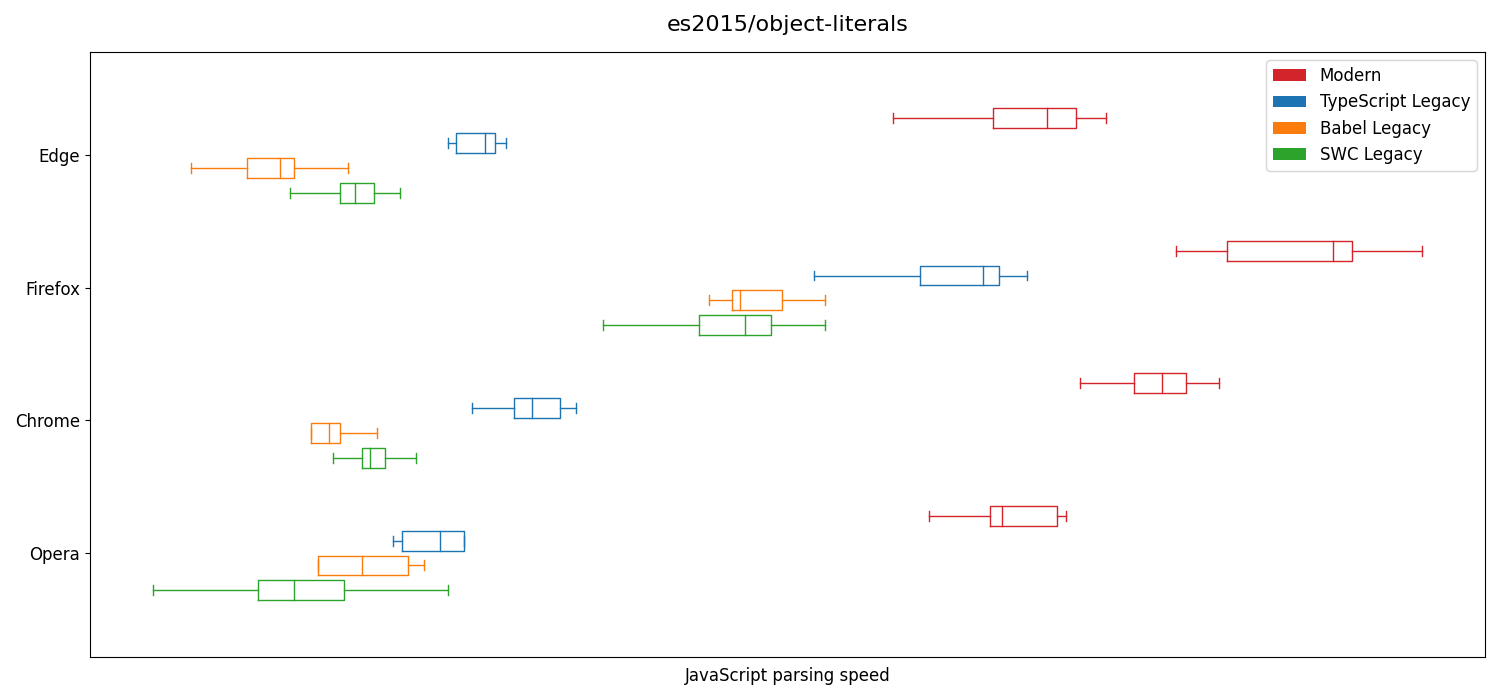 es2015/object-literals
Modern
TypeScript Legacy
Babel Legacy
SWC Legacy
Edge
Firefox
Chrome
Opera
JavaScript parsing speed